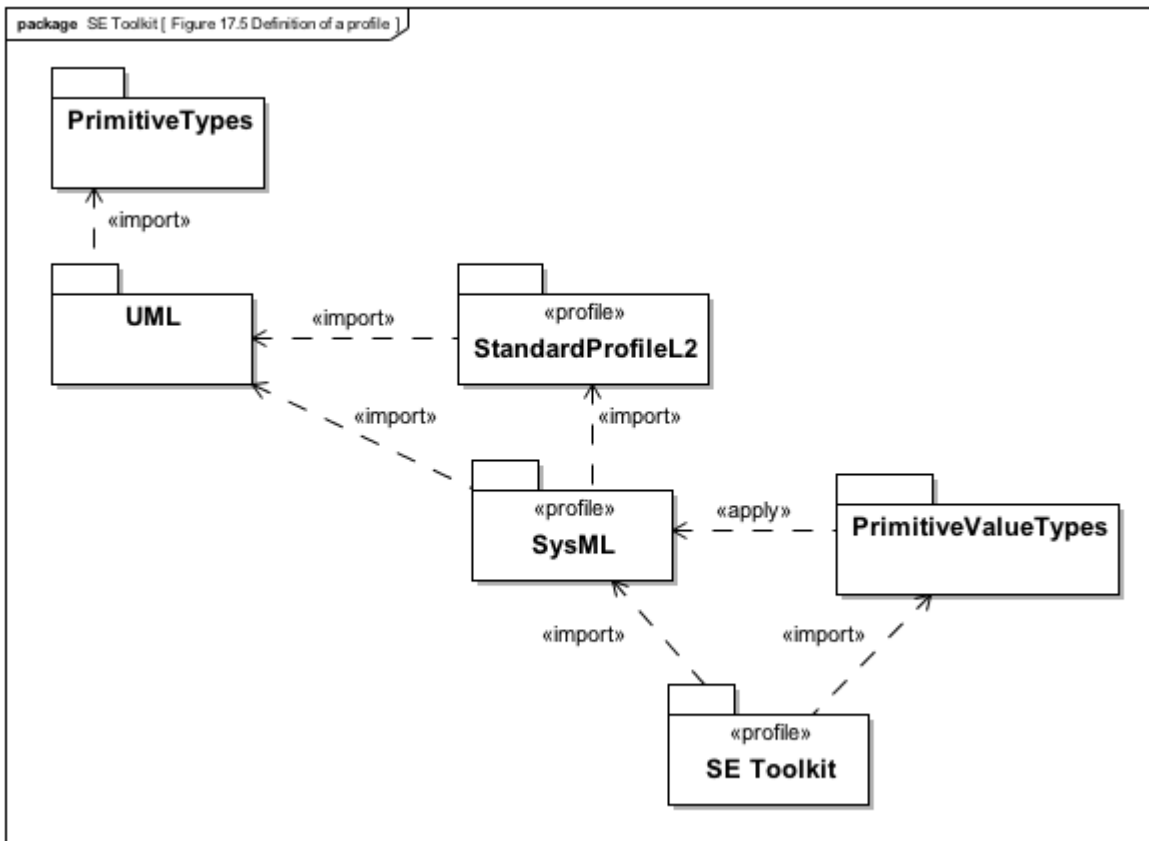 package SE Toolkit [ Figure 17.5 Definition of a profile ]
PrimitiveTypes
«import»
UML
«import»
«profile»
StandardProfileL2
«import»
«import»
«profile»
SysML
«apply»
PrimitiveValueTypes
«import»
«import»
«profile»
SE Toolkit